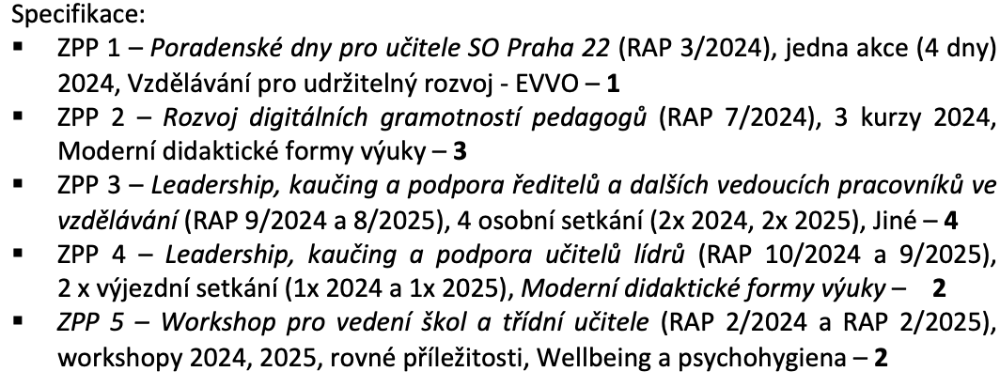 Specifikace:
▪ ZPP 1 – Poradenské dny pro učitele SO Praha 22 (RAP 3/2024), jedna akce (4 dny)
2024, Vzdělávání pro udržitelný rozvoj - EVVO – 1
▪ ZPP 2 – Rozvoj digitálních gramotností pedagogů (RAP 7/2024), 3 kurzy 2024,
Moderní didaktické formy výuky – 3
▪ ZPP 3 – Leadership, kaučing a podpora ředitelů a dalších vedoucích pracovníků ve
vzdělávání (RAP 9/2024 a 8/2025), 4 osobní setkání (2x 2024, 2x 2025), Jiné – 4
▪ ZPP 4 – Leadership, kaučing a podpora učitelů lídrů (RAP 10/2024 a 9/2025),
2 x výjezdní setkání (1x 2024 a 1x 2025), Moderní didaktické formy výuky – 2
▪ ZPP 5 – Workshop pro vedení škol a třídní učitele (RAP 2/2024 a RAP 2/2025),
workshopy 2024, 2025, rovné příležitosti, Wellbeing a psychohygiena – 2